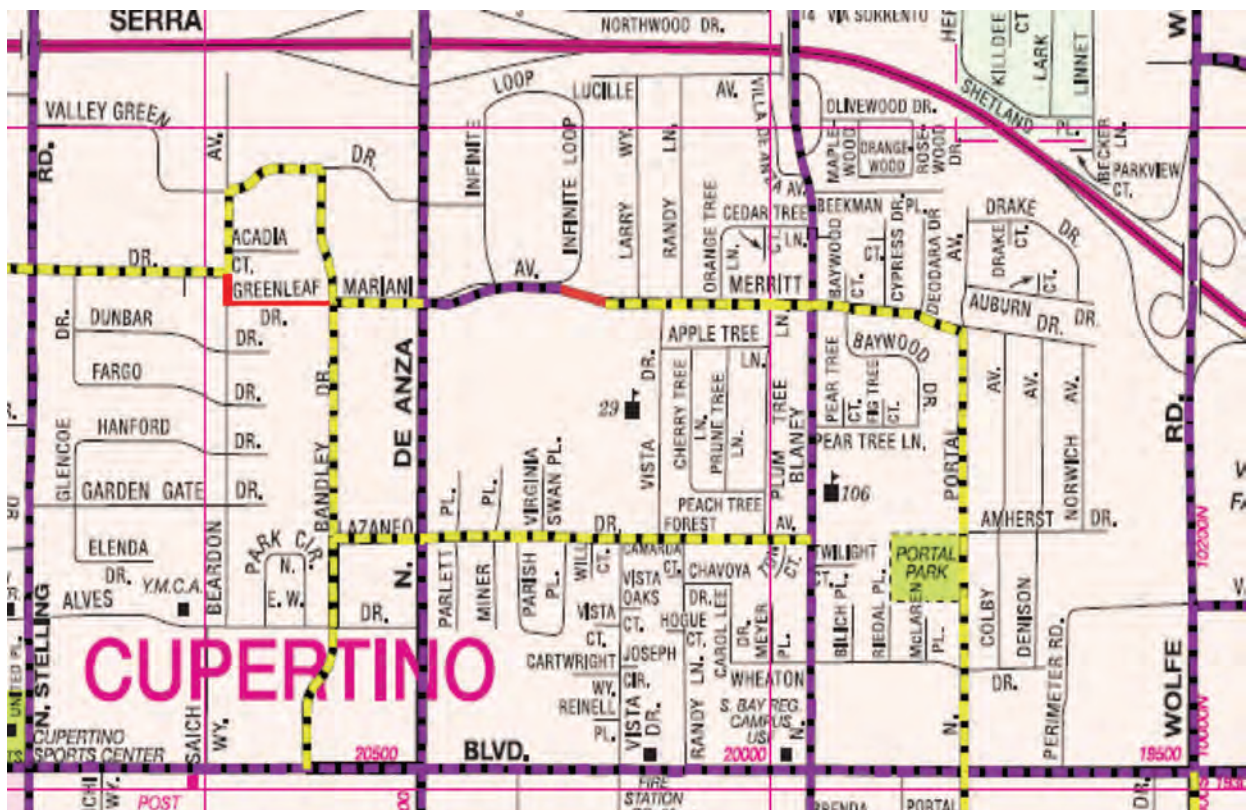 SERRA
NORTHWOOD DR.
VIA SORRENTO
KILLDEE
CT
LARK
LINNET
W
SHETLAND
PL.
BECKER
LN.
PARKVIEW
CT.
RD.
VALLEY GREEN
DR.
AV.
INFINITE
LOOP
INFINITE LOOP
LUCILLE
AV.
LARRY
WY.
RANDY
LN.
OLIVEWOOD DR.
MAPLE
WOOD
ORANGE
WOOD
ROSE
WOOD
DR.
AV.
BEEKMAN
PL.
CEDAR TREE
LN.
ORANGE TREE
LN.
MERRITT
BAYWOOD
CT.
CYPRESS DR.
CT.
DEODARA DR
AV.
DRAKE
DR.
DRAKE
CT.
AUBURN
DR.
CT.
DR.
ACADIA
CT.
DR.
GREENLEAF
DR.
MARIANI
AV.
DR.
DUNBAR
DR.
FARGO
DR.
HANFORD
DR.
GLENCOE
GARDEN GATE
DR.
ELENDA
DR.
Y.M.C.A.
ALVES
DR.
BEARDON
PARK CIR.
N.
E. W.
BANDLEY
DR.
LAZANEO
DR.
DE ANZA
N.
APPLE TREE
LN.
CHERRY TREE
LN.
PRUNE TREE
LN.
LN.
VISTA
DR.
29
PLUM TREE
BLANEY
PEACH TREE
FOREST
AV.
BAYWOOD
DR.
PEAR TREE
CT.
FIG TREE
CT.
PEAR TREE LN.
106
PORTAL
AV.
AV.
NORWICH
AMHERST
DR.
RD.
10200N
PARLETT
PL.
MINER
PL.
VIRGINIA
SWAN PL.
PARISH
PL.
WILL
CT.
CAMARDA
CT.
VISTA
OAKS
CT.
CHAVOYA
DR.
HOGUE
CT.
CAROL LEE
DR.
MEYER
PL.
CT.
TWILIGHT
CT.
BILICH PL.
RIEDAL PL.
McLAREN
PL.
PORTAL
PARK
COLBY
DENISON
DR.
PERIMETER RD.
VISTA
CT.
CARTWRIGHT
WY.
JOSEPH
CIR.
REINELL
PL.
VISTA
DR.
RANDY LN.
WHEATON
S. BAY REG.
CAMPUS
N.
N.
WOLFE
10000N
CUPERTINO
N. STELLING
UNITED PL.
CUPERTINO
SPORTS CENTER
SAICH
WY.
20500
BLVD.
20000
19500
WY.
POST
FIRE
STATION
PORTAL
DR.